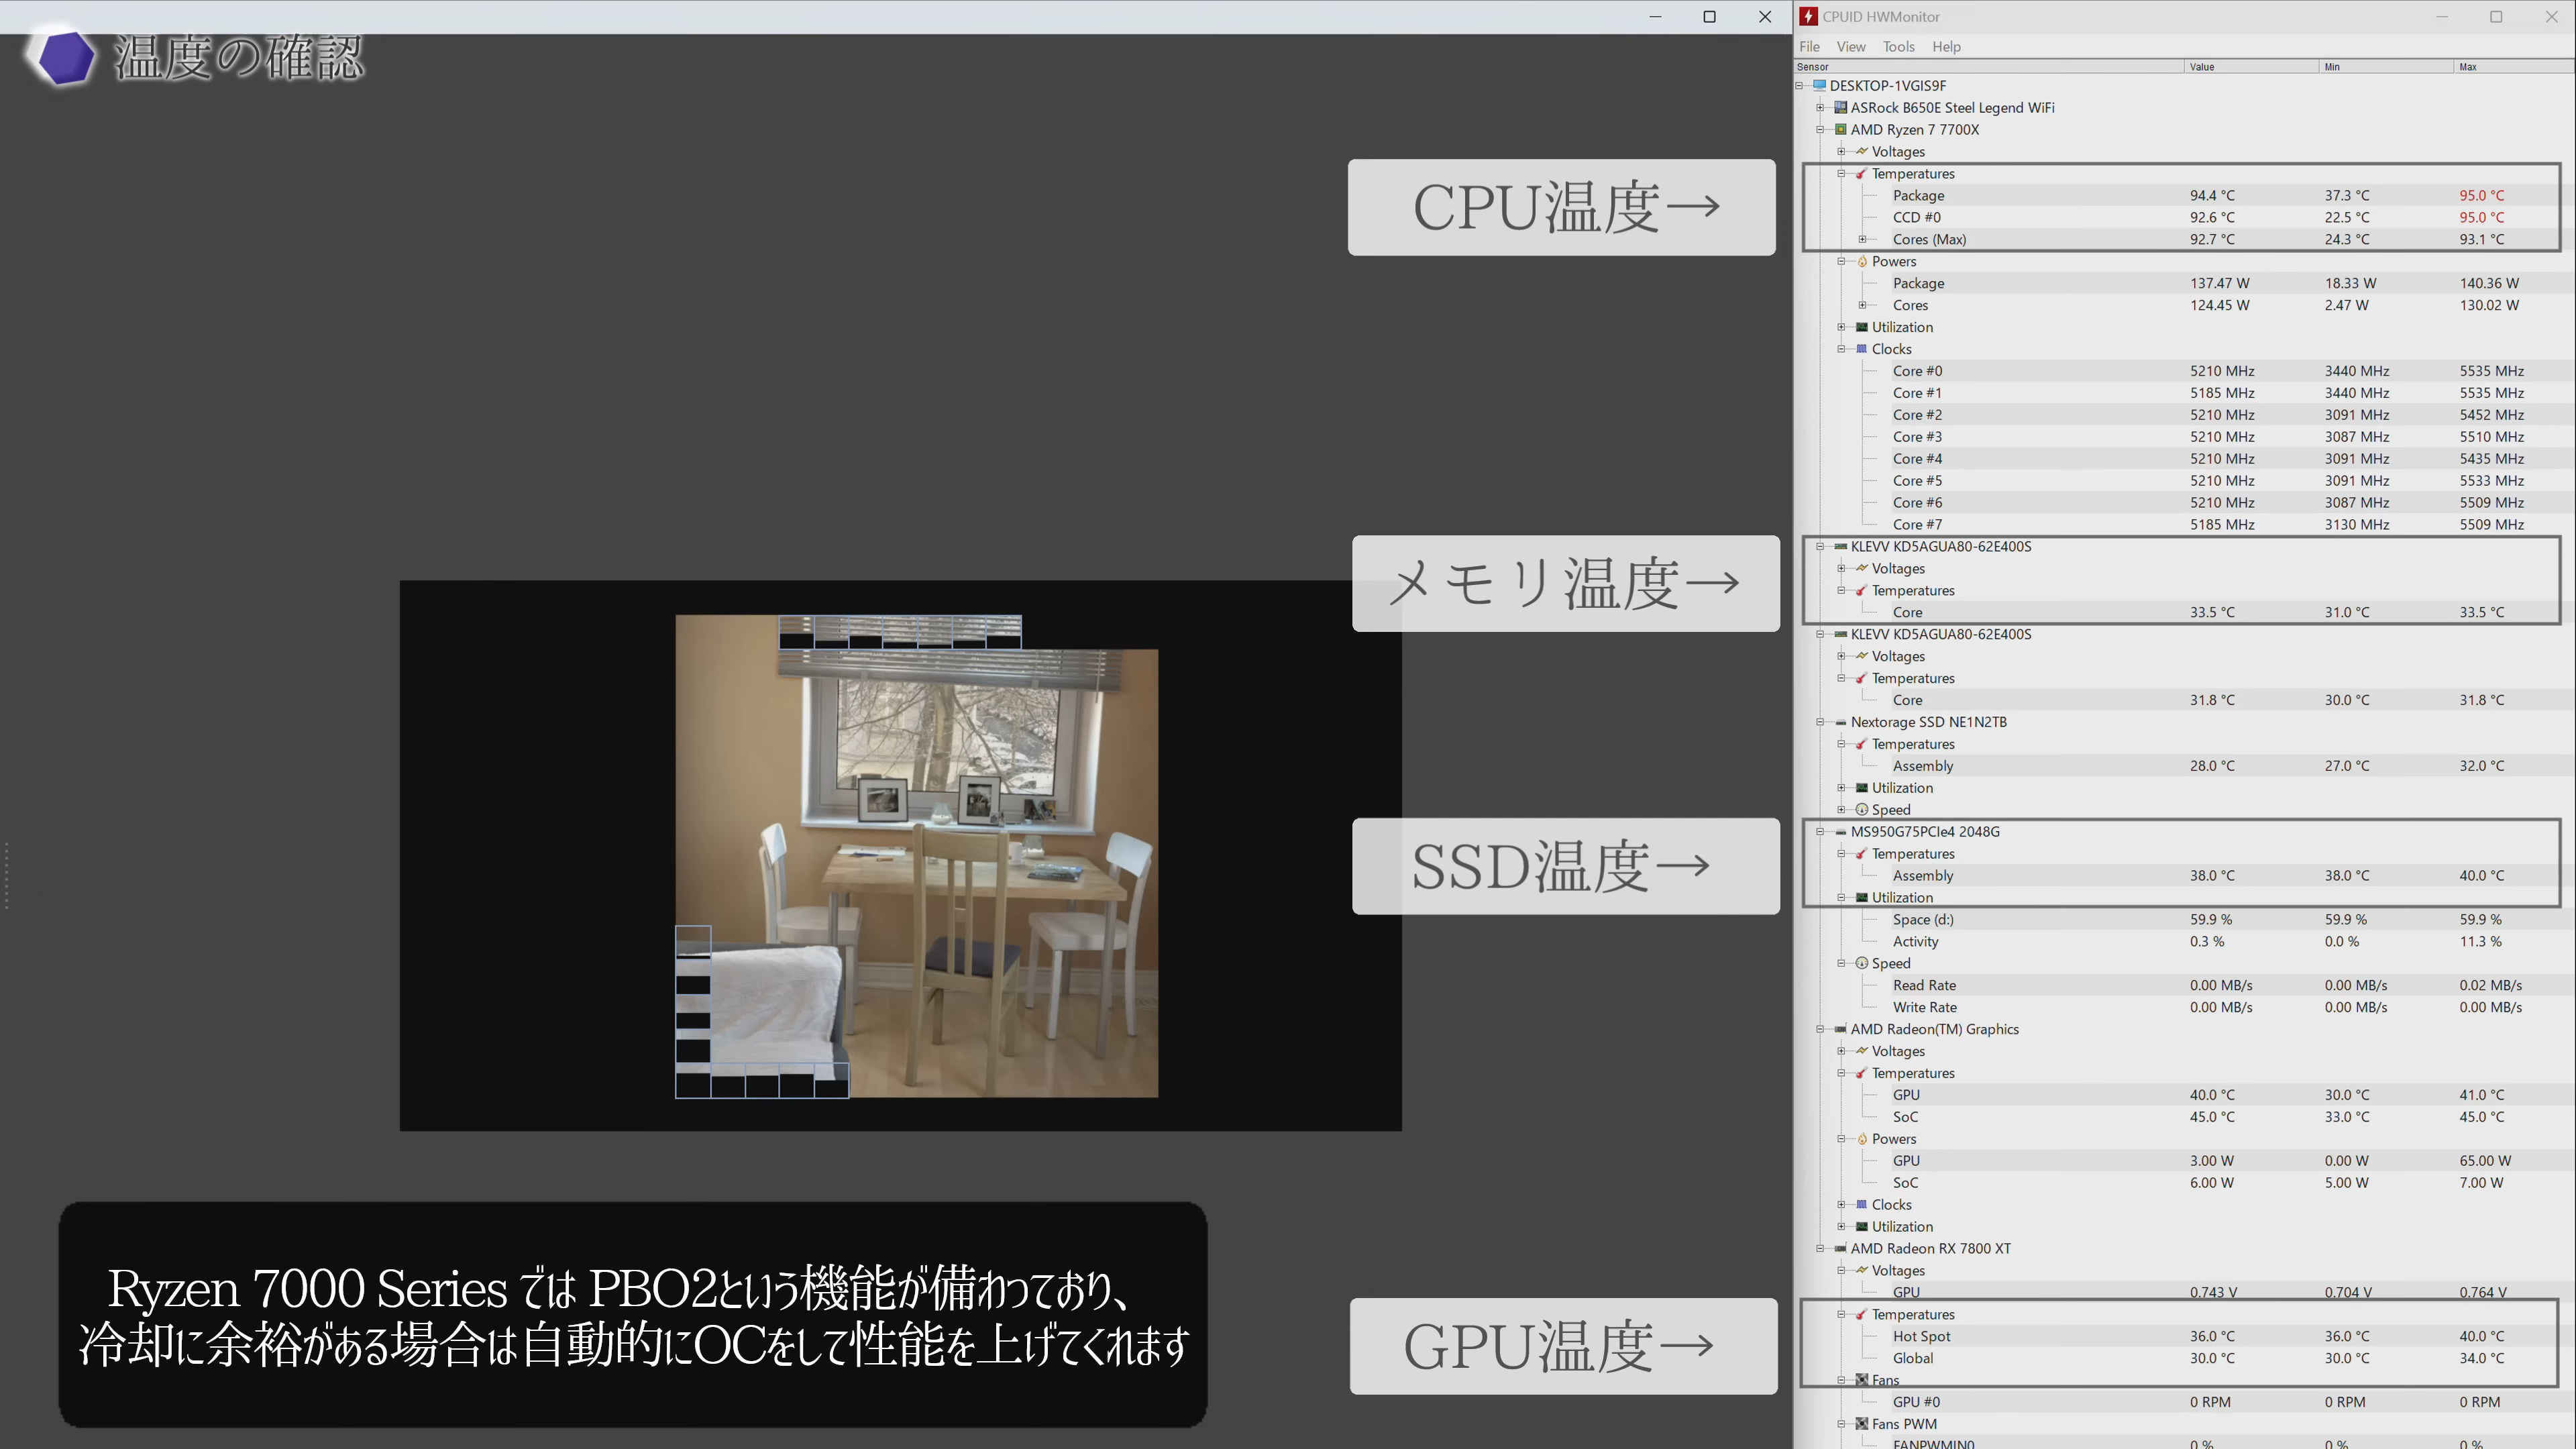 温度の確認
CPU温度→
メモリ温度→
SSD温度→
GPU温度→
Ryzen 7000 Series では PBO2という機能が備わっており、
冷却に余裕がある場合は自動的にOCをして性能を上げてくれます
CPUID HWMonitor
File View Tools Help
Sensor Value Min Max
DESKTOP-1VGIS9F
ASRock B650E Steel Legend WiFi
AMD Ryzen 7 7700X
Voltages
Temperatures
Package 94.4 °C 37.3 °C 95.0 °C
CCD #0 92.6 °C 22.5 °C 95.0 °C
Cores (Max) 92.7 °C 24.3 °C 93.1 °C
Powers
Package 137.47 W 18.33 W 140.36 W
Cores 124.45 W 2.47 W 130.02 W
Utilization
Clocks
Core #0 5210 MHz 3440 MHz 5535 MHz
Core #1 5185 MHz 3440 MHz 5535 MHz
Core #2 5210 MHz 3091 MHz 5452 MHz
Core #3 5210 MHz 3087 MHz 5510 MHz
Core #4 5210 MHz 3091 MHz 5435 MHz
Core #5 5210 MHz 3091 MHz 5533 MHz
Core #6 5210 MHz 3087 MHz 5509 MHz
Core #7 5185 MHz 3130 MHz 5509 MHz
KLEVV KD5AGUA80-62E400S
Voltages
Temperatures
Core 33.5 °C 31.0 °C 33.5 °C
KLEVV KD5AGUA80-62E400S
Voltages
Temperatures
Core 31.8 °C 30.0 °C 31.8 °C
Nextorage SSD NE1N2TB
Temperatures
Assembly 28.0 °C 27.0 °C 32.0 °C
Utilization
Speed
MS950G75PCIe4 2048G
Temperatures
Assembly 38.0 °C 38.0 °C 40.0 °C
Utilization
Space (d:) 59.9 % 59.9 % 59.9 %
Activity 0.3 % 0.0 % 11.3 %
Speed
Read Rate 0.00 MB/s 0.00 MB/s 0.02 MB/s
Write Rate 0.00 MB/s 0.00 MB/s 0.00 MB/s
AMD Radeon(TM) Graphics
Voltages
Temperatures
GPU 40.0 °C 30.0 °C 41.0 °C
SoC 45.0 °C 33.0 °C 45.0 °C
Powers
GPU 3.00 W 0.00 W 65.00 W
SoC 6.00 W 5.00 W 7.00 W
Clocks
Utilization
AMD Radeon RX 7800 XT
Voltages
GPU 0.743 V 0.704 V 0.764 V
Temperatures
Hot Spot 36.0 °C 36.0 °C 40.0 °C
Global 30.0 °C 30.0 °C 34.0 °C
Fans
GPU #0 0 RPM 0 RPM 0 RPM
Fans PWM
FANPWMIN0 0 % 0 % 0 %